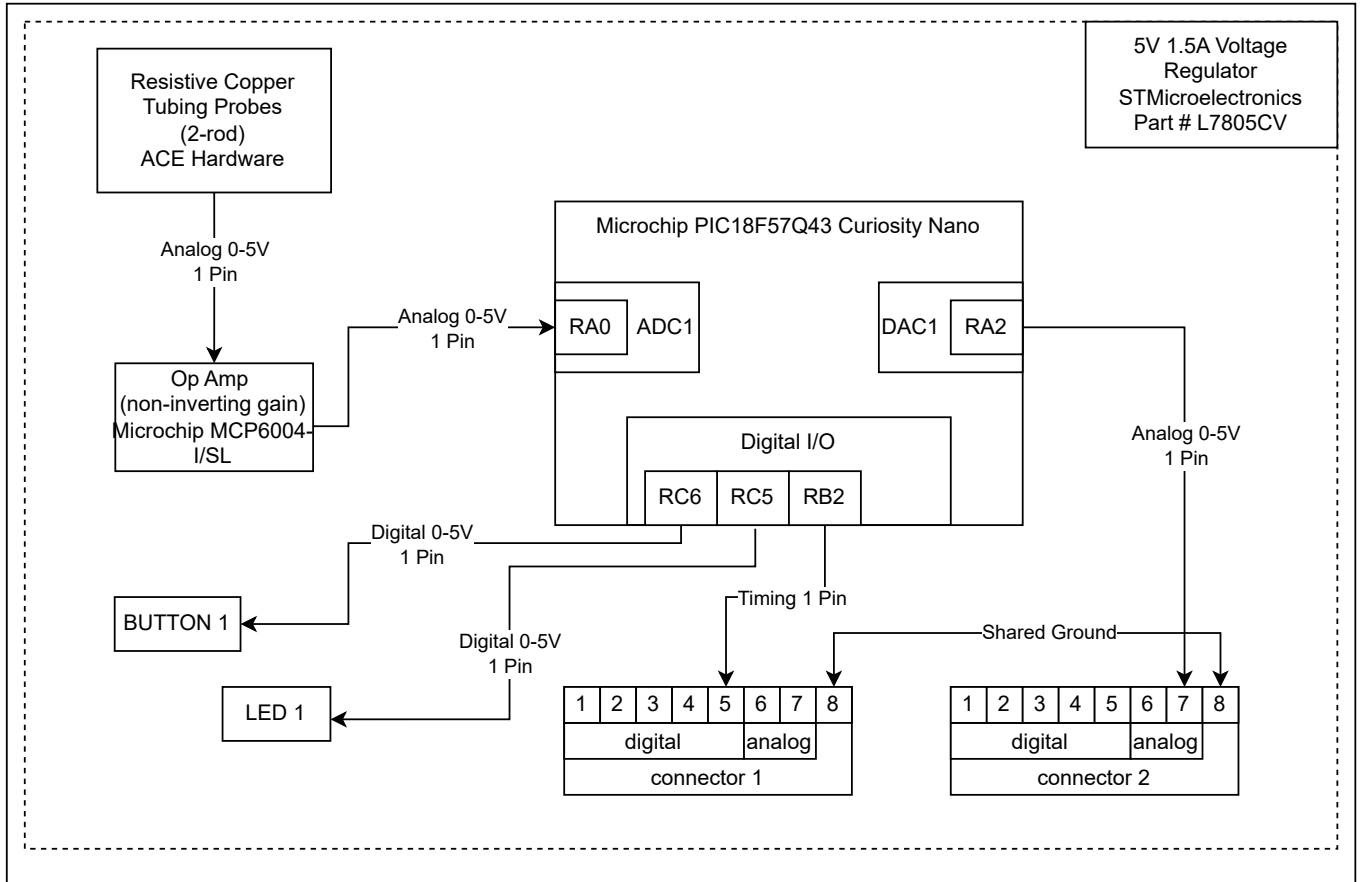 Resistive Copper
Tubing Probes
(2-rod)
ACE Hardware
5V 1.5A Voltage
Regulator
STMicroelectronics
Part # L7805CV
Analog 0-5V
1 Pin
Microchip PIC18F57Q43 Curiosity Nano
Analog 0-5V
1 Pin
RA0
ADC1
DAC1
RA2
Op Amp
(non-inverting gain)
Microchip MCP6004-
I/SL
Analog 0-5V
1 Pin
Digital I/O
RC6
RC5
RB2
Digital 0-5V
1 Pin
BUTTON 1
Timing 1 Pin
Digital 0-5V
1 Pin
Shared Ground
LED 1
1 2 3 4 5 6 7 8
digital analog
connector 1
1 2 3 4 5 6 7 8
digital analog
connector 2